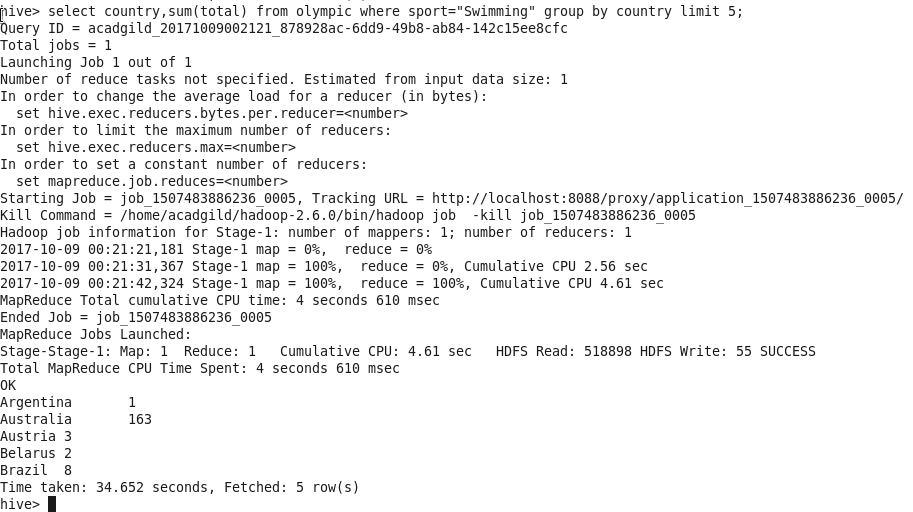 hive> select country,sum(total) from olympic where sport="Swimming" group by country limit 5;
Query ID = acadgild_20171009002121_878928ac-6dd9-49b8-ab84-142c15ee8cfc
Total jobs = 1
Launching Job 1 out of 1
Number of reduce tasks not specified. Estimated from input data size: 1
In order to change the average load for a reducer (in bytes):
  set hive.exec.reducers.bytes.per.reducer=<number>
In order to limit the maximum number of reducers:
  set hive.exec.reducers.max=<number>
In order to set a constant number of reducers:
  set mapreduce.job.reduces=<number>
Starting Job = job_1507483886236_0005, Tracking URL = http://localhost:8088/proxy/application_1507483886236_0005/
Kill Command = /home/acadgild/hadoop-2.6.0/bin/hadoop job  -kill job_1507483886236_0005
Hadoop job information for Stage-1: number of mappers: 1; number of reducers: 1
2017-10-09 00:21:21,181 Stage-1 map = 0%,  reduce = 0%
2017-10-09 00:21:31,367 Stage-1 map = 100%,  reduce = 0%, Cumulative CPU 2.56 sec
2017-10-09 00:21:42,324 Stage-1 map = 100%,  reduce = 100%, Cumulative CPU 4.61 sec
MapReduce Total cumulative CPU time: 4 seconds 610 msec
Ended Job = job_1507483886236_0005
MapReduce Jobs Launched:
Stage-Stage-1: Map: 1  Reduce: 1   Cumulative CPU: 4.61 sec   HDFS Read: 518898 HDFS Write: 55 SUCCESS
Total MapReduce CPU Time Spent: 4 seconds 610 msec
OK
Argentina       1
Australia       163
Austria 3
Belarus 2
Brazil  8
Time taken: 34.652 seconds, Fetched: 5 row(s)
hive>